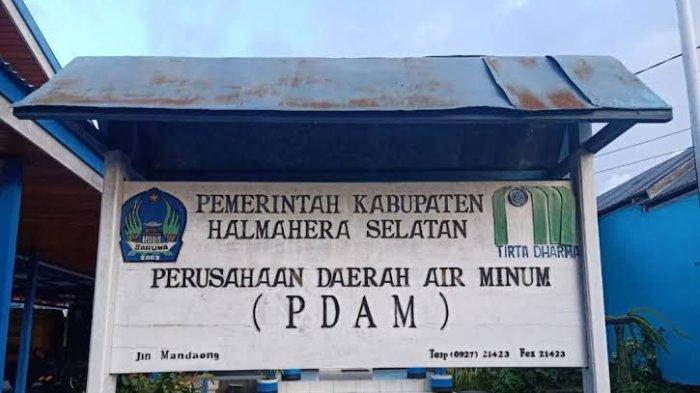 PEMERINTAH KABUPATEN
HALMAHERA SELATAN
SARUMA
2003
TIRTA DHARMA
PERUSAHAAN DAERAH AIR MINUM
( PDAM )
Jln Mandaong
Telp (0927) 21423 Fex 21423